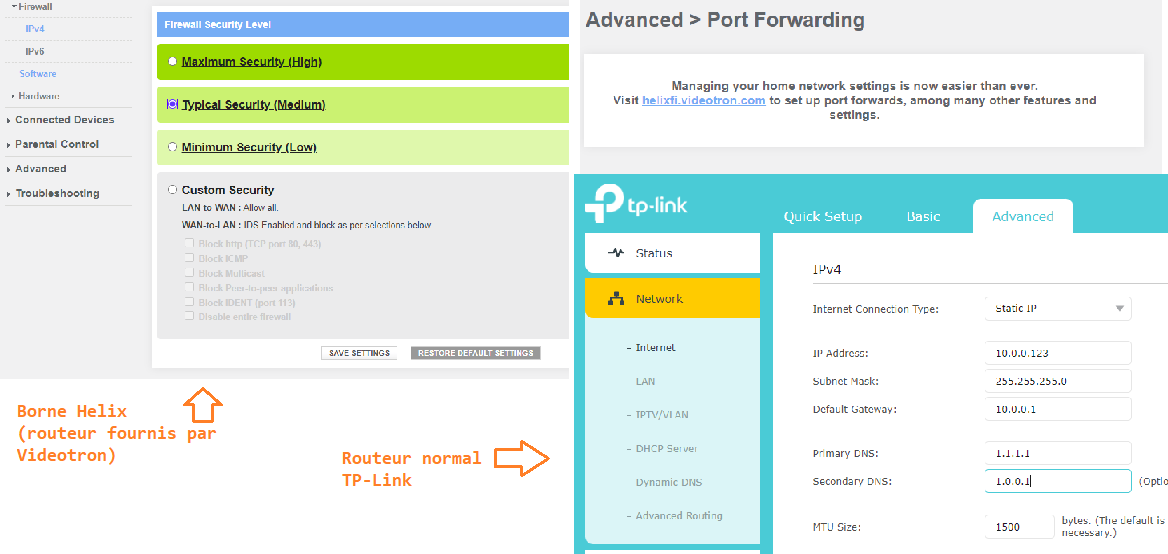 Firewall
IPv4
IPv6
Software
Hardware
Connected Devices
Parental Control
Advanced
Troubleshooting
Firewall Security Level
Maximum Security (High)
Typical Security (Medium)
Minimum Security (Low)
Custom Security
LAN-to-WAN : Allow all.
WAN-to-LAN : IDS Enabled and block as per selections below
Block http (TCP port 80, 443)
Block ICMP
Block Multicast
Block Peer-to-peer applications
Block IDENT (port 113)
Disable entire firewall
SAVE SETTINGS
RESTORE DEFAULT SETTINGS
Borne Helix
(routeur fournis par
Videotron)
Routeur normal
TP-Link
Advanced > Port Forwarding
Managing your home network settings is now easier than ever.
Visit helixfi.videotron.com to set up port forwards, among many other features and
settings.
tp-link
Quick Setup
Basic
Advanced
Status
Network
- Internet
- LAN
- IPTV/VLAN
- DHCP Server
- Dynamic DNS
- Advanced Routing
IPv4
Internet Connection Type: Static IP
IP Address: 10.0.0.123
Subnet Mask: 255.255.255.0
Default Gateway: 10.0.0.1
Primary DNS: 1.1.1.1
Secondary DNS: 1.0.0.1 (Optio
MTU Size: 1500 bytes. (The default is
necessary.)